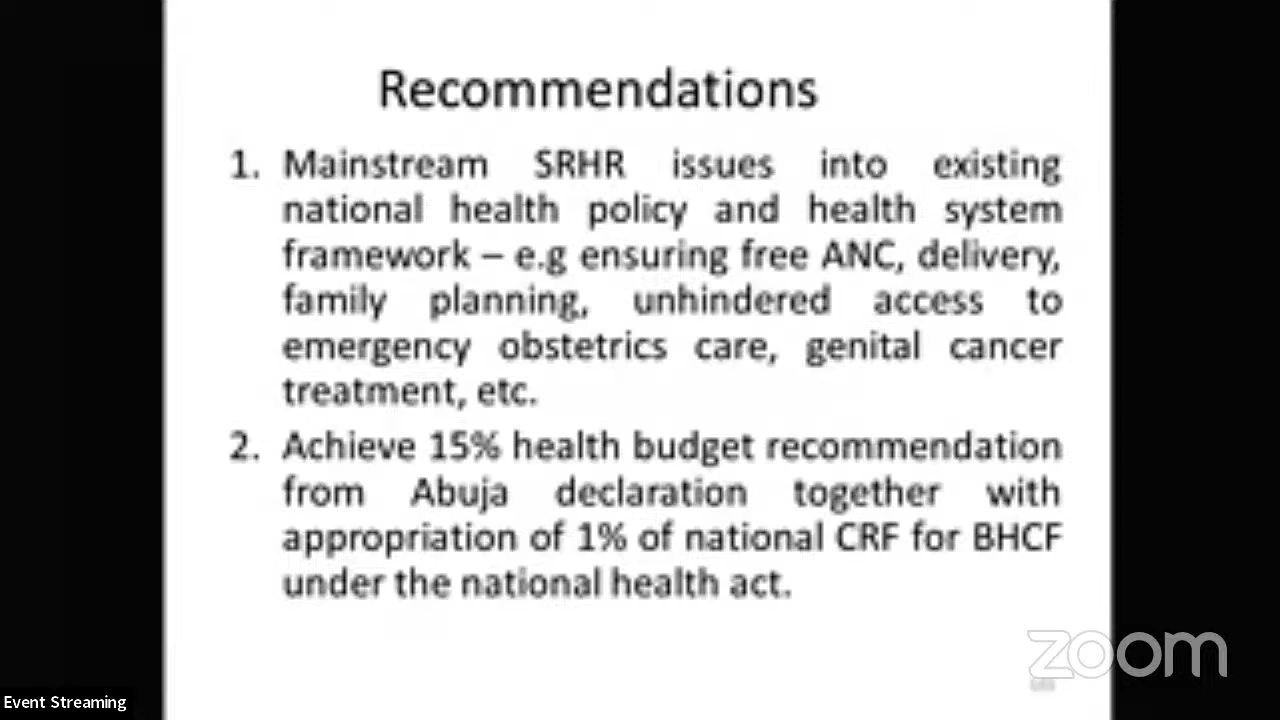 Recommendations
1. Mainstream SRHR issues into existing
national health policy and health system
framework – e.g ensuring free ANC, delivery,
family planning, unhindered access to
emergency obstetrics care, genital cancer
treatment, etc.
2. Achieve 15% health budget recommendation
from Abuja declaration together with
appropriation of 1% of national CRF for BHCF
under the national health act.
zoom
Event Streaming